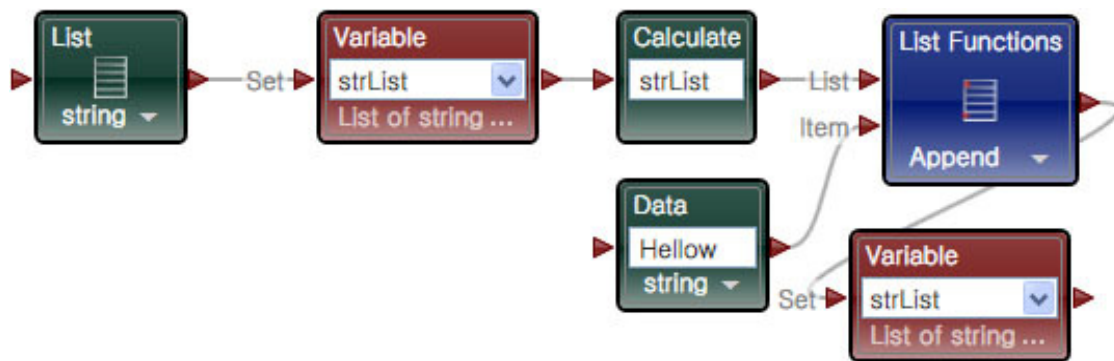 List
string
Set
Variable
strList
List of string ...
Calculate
strList
List
Item
List Functions
Append
Data
Hellow
string
Set
Variable
strList
List of string ...